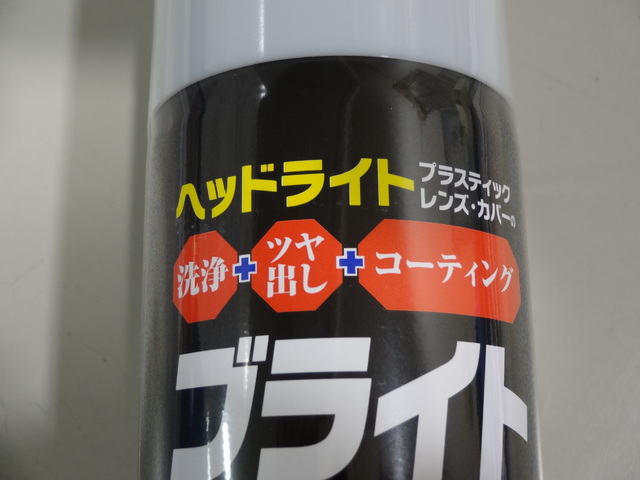 ヘッドライト
プラスティック
レンズ・カバーの
洗浄+ツヤ出し+コーティング
ブライト